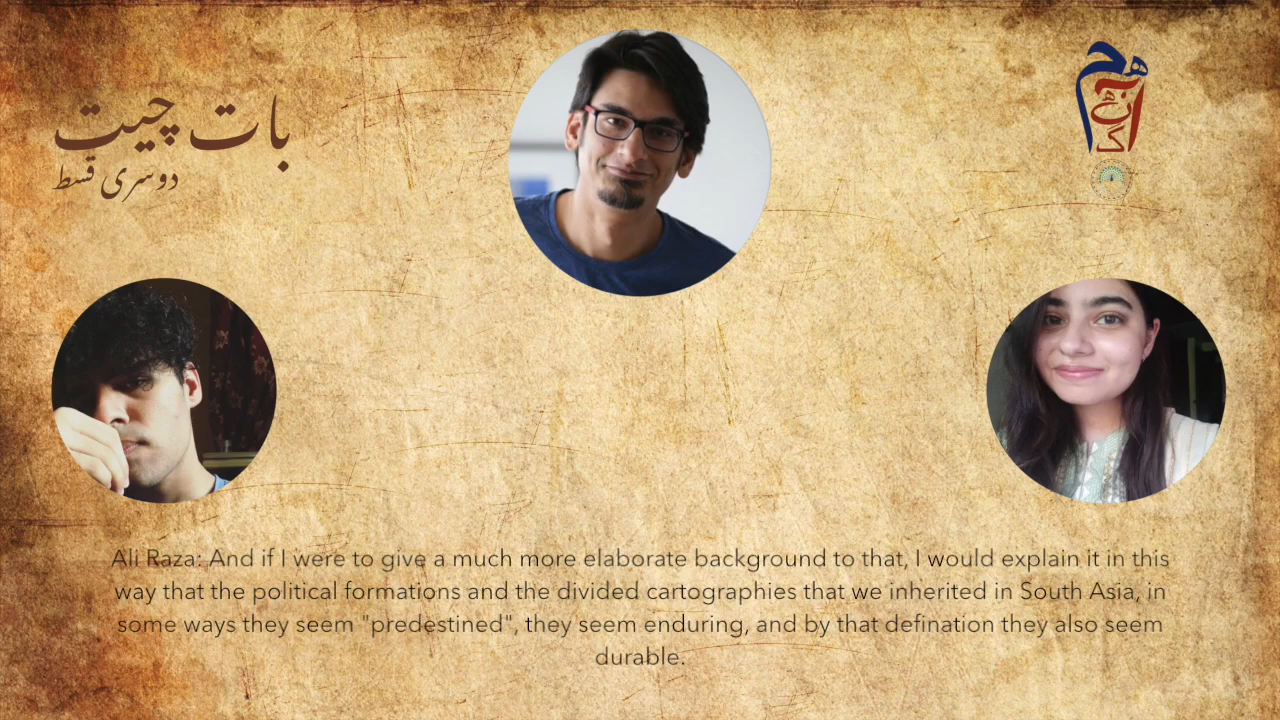 بات چیت
دوسری قسط
ہم آہنگ
Ali Raza: And if I were to give a much more elaborate background to that, I would explain it in this
way that the political formations and the divided cartographies that we inherited in South Asia, in
some ways they seem "predestined", they seem enduring, and by that defination they also seem
durable.